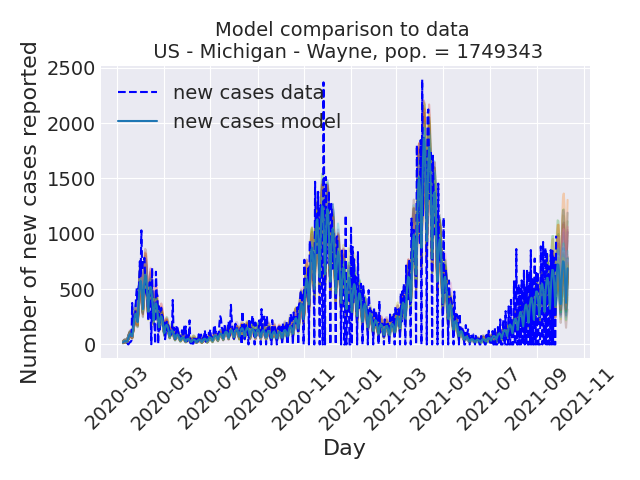 Model comparison to data
US - Michigan - Wayne, pop. = 1749343
Number of new cases reported
2500
2000
1500
1000
500
0
new cases data
new cases model
2020-03
2020-05
2020-07
2020-09
2020-11
2021-01
2021-03
2021-05
2021-07
2021-09
2021-11
Day